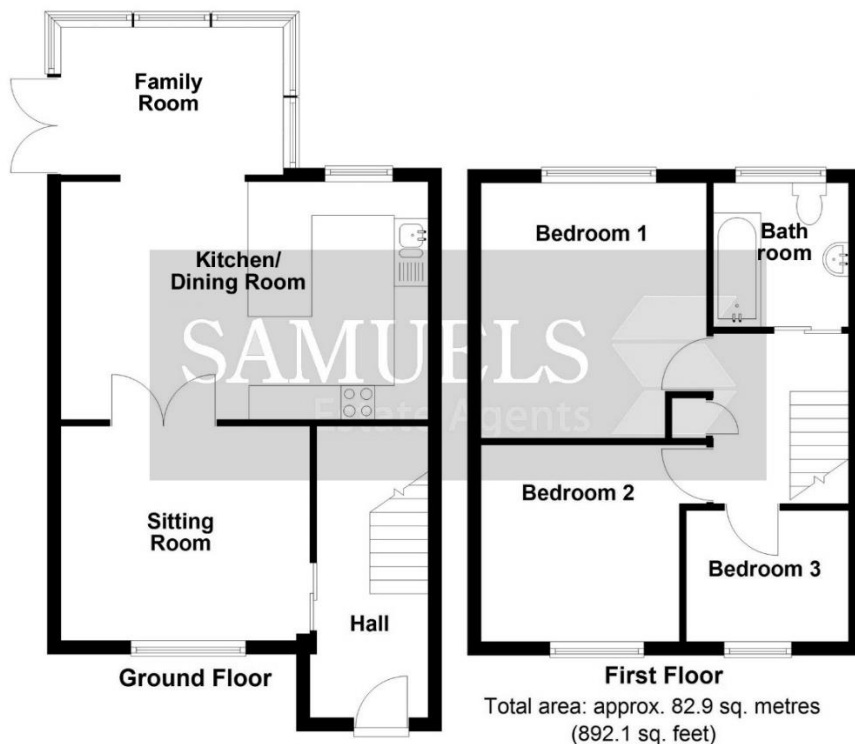 Family
Room
Kitchen/
Dining Room
Sitting
Room
Hall
Ground Floor
Bedroom 1
Bath
room
Bedroom 2
Bedroom 3
First Floor
Total area: approx. 82.9 sq. metres
(892.1 sq. feet)
SAMUELS
Estate Agents